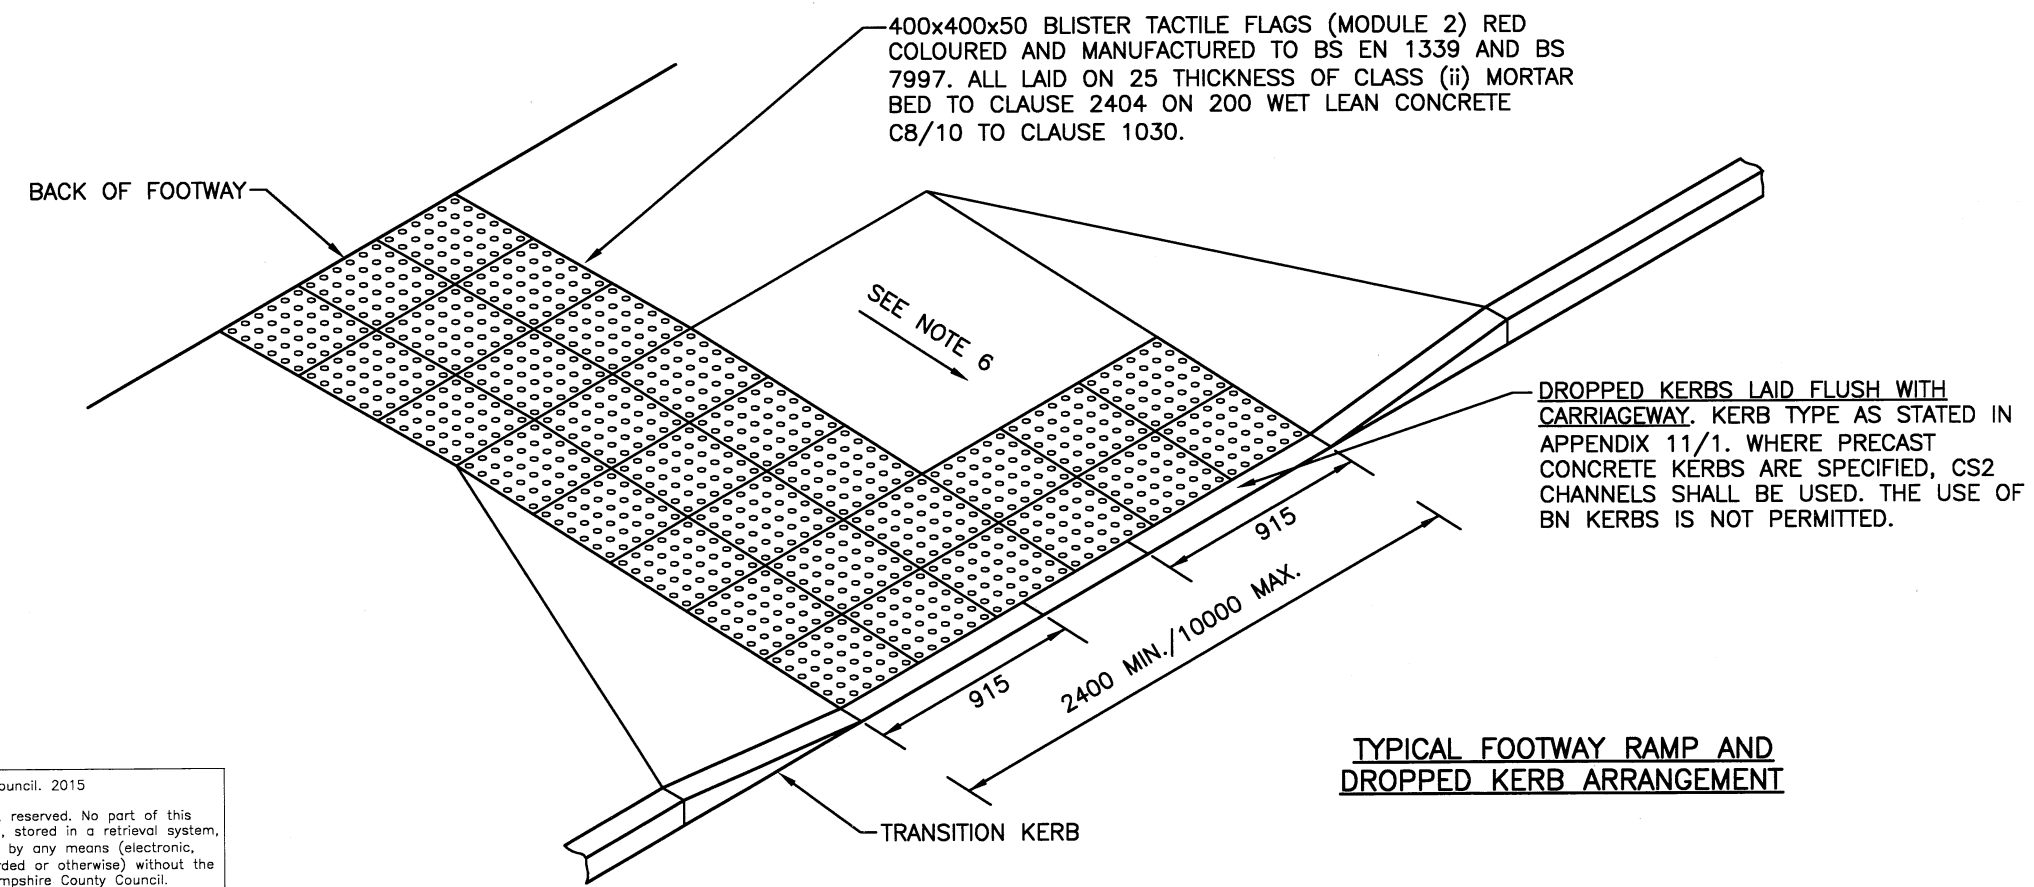 400x400x50 BLISTER TACTILE FLAGS (MODULE 2) RED
COLOURED AND MANUFACTURED TO BS EN 1339 AND BS
7997. ALL LAID ON 25 THICKNESS OF CLASS (ii) MORTAR
BED TO CLAUSE 2404 ON 200 WET LEAN CONCRETE
C8/10 TO CLAUSE 1030.
BACK OF FOOTWAY
SEE NOTE 6
DROPPED KERBS LAID FLUSH WITH
CARRIAGEWAY. KERB TYPE AS STATED IN
APPENDIX 11/1. WHERE PRECAST
CONCRETE KERBS ARE SPECIFIED, CS2
CHANNELS SHALL BE USED. THE USE OF
BN KERBS IS NOT PERMITTED.
915
915
2400 MIN./10000 MAX.
TRANSITION KERB
TYPICAL FOOTWAY RAMP AND
DROPPED KERB ARRANGEMENT
ouncil. 2015
reserved. No part of this
, stored in a retrieval system,
by any means (electronic,
rded or otherwise) without the
mpshire County Council.